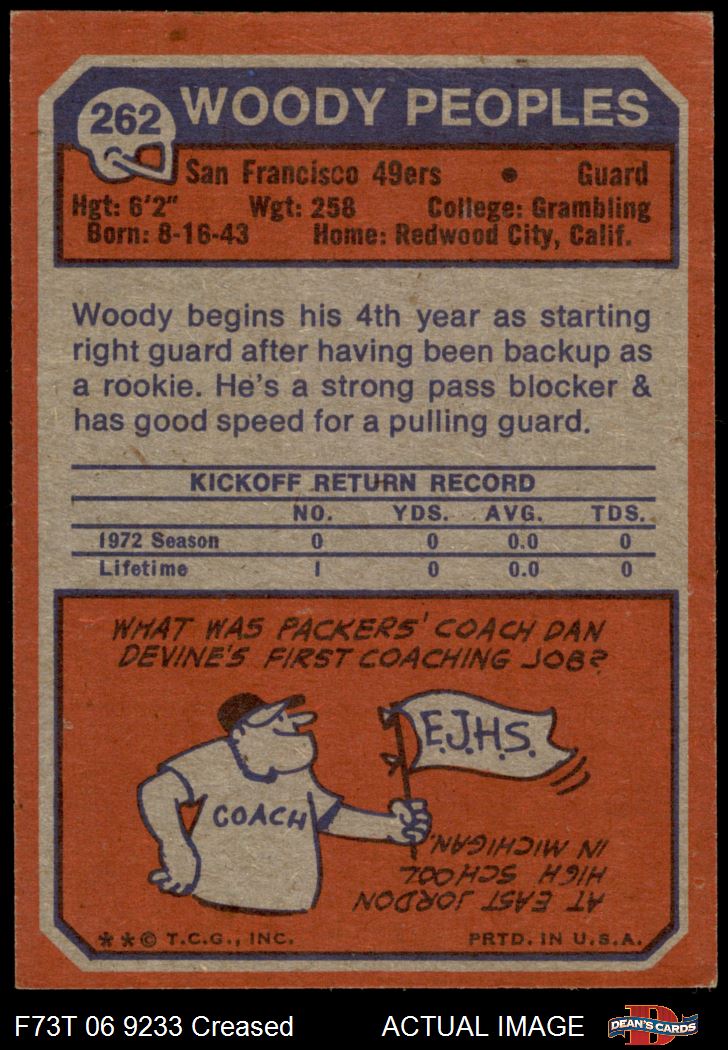 262
WOODY PEOPLES
San Francisco 49ers • Guard
Hgt: 6'2" Wgt: 258 College: Grambling
Born: 8-16-43 Home: Redwood City, Calif.
Woody begins his 4th year as starting
right guard after having been backup as
a rookie. He's a strong pass blocker &
has good speed for a pulling guard.
KICKOFF RETURN RECORD
NO. YDS. AVG. TDS.
1972 Season 0 0 0.0 0
Lifetime 1 0 0.0 0
WHAT WAS PACKERS' COACH DAN
DEVINE'S FIRST COACHING JOB?
E.J.H.S.
COACH
AT EAST JORDON
HIGH SCHOOL
IN MICHIGAN.
**© T.C.G., INC. PRTD. IN U.S.A.
F73T 06 9233 Creased ACTUAL IMAGE
D
DEAN'S CARDS